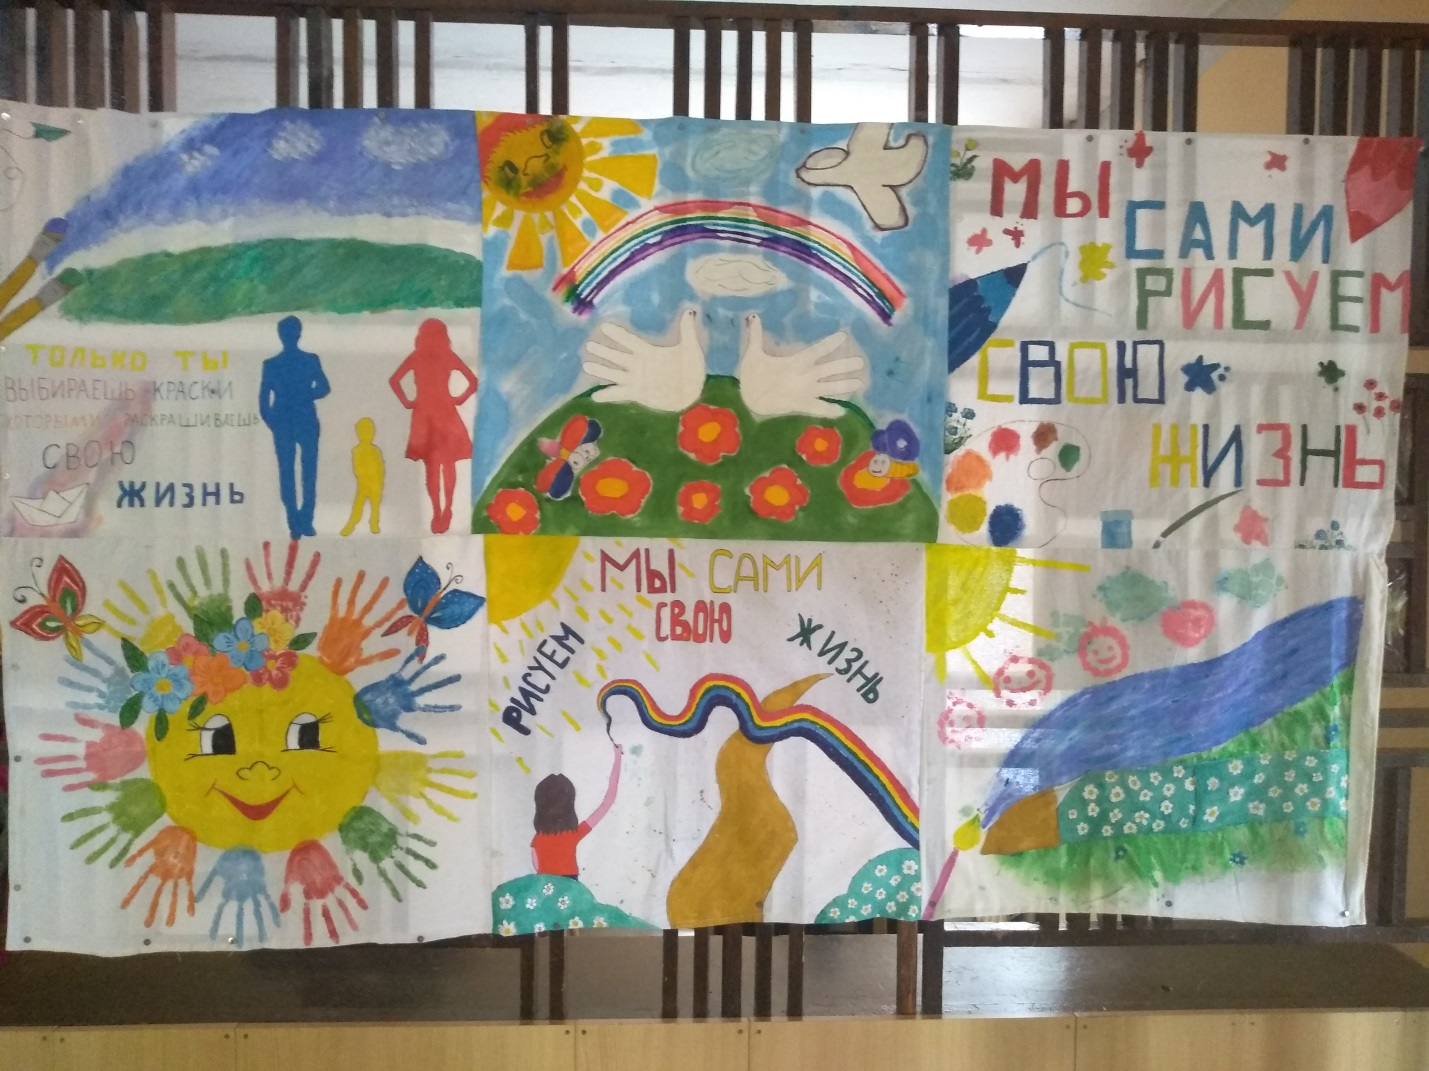 ТОЛЬКО ТЫ
ВЫБИРАЕШЬ КРАСКИ
КОТОРЫМИ РАСКРАШИВАЕШЬ
СВОЮ
ЖИЗНЬ
МЫ
САМИ
РИСУЕМ
СВОЮ
ЖИЗНЬ
МЫ САМИ
РИСУЕМ
СВОЮ
ЖИЗНЬ